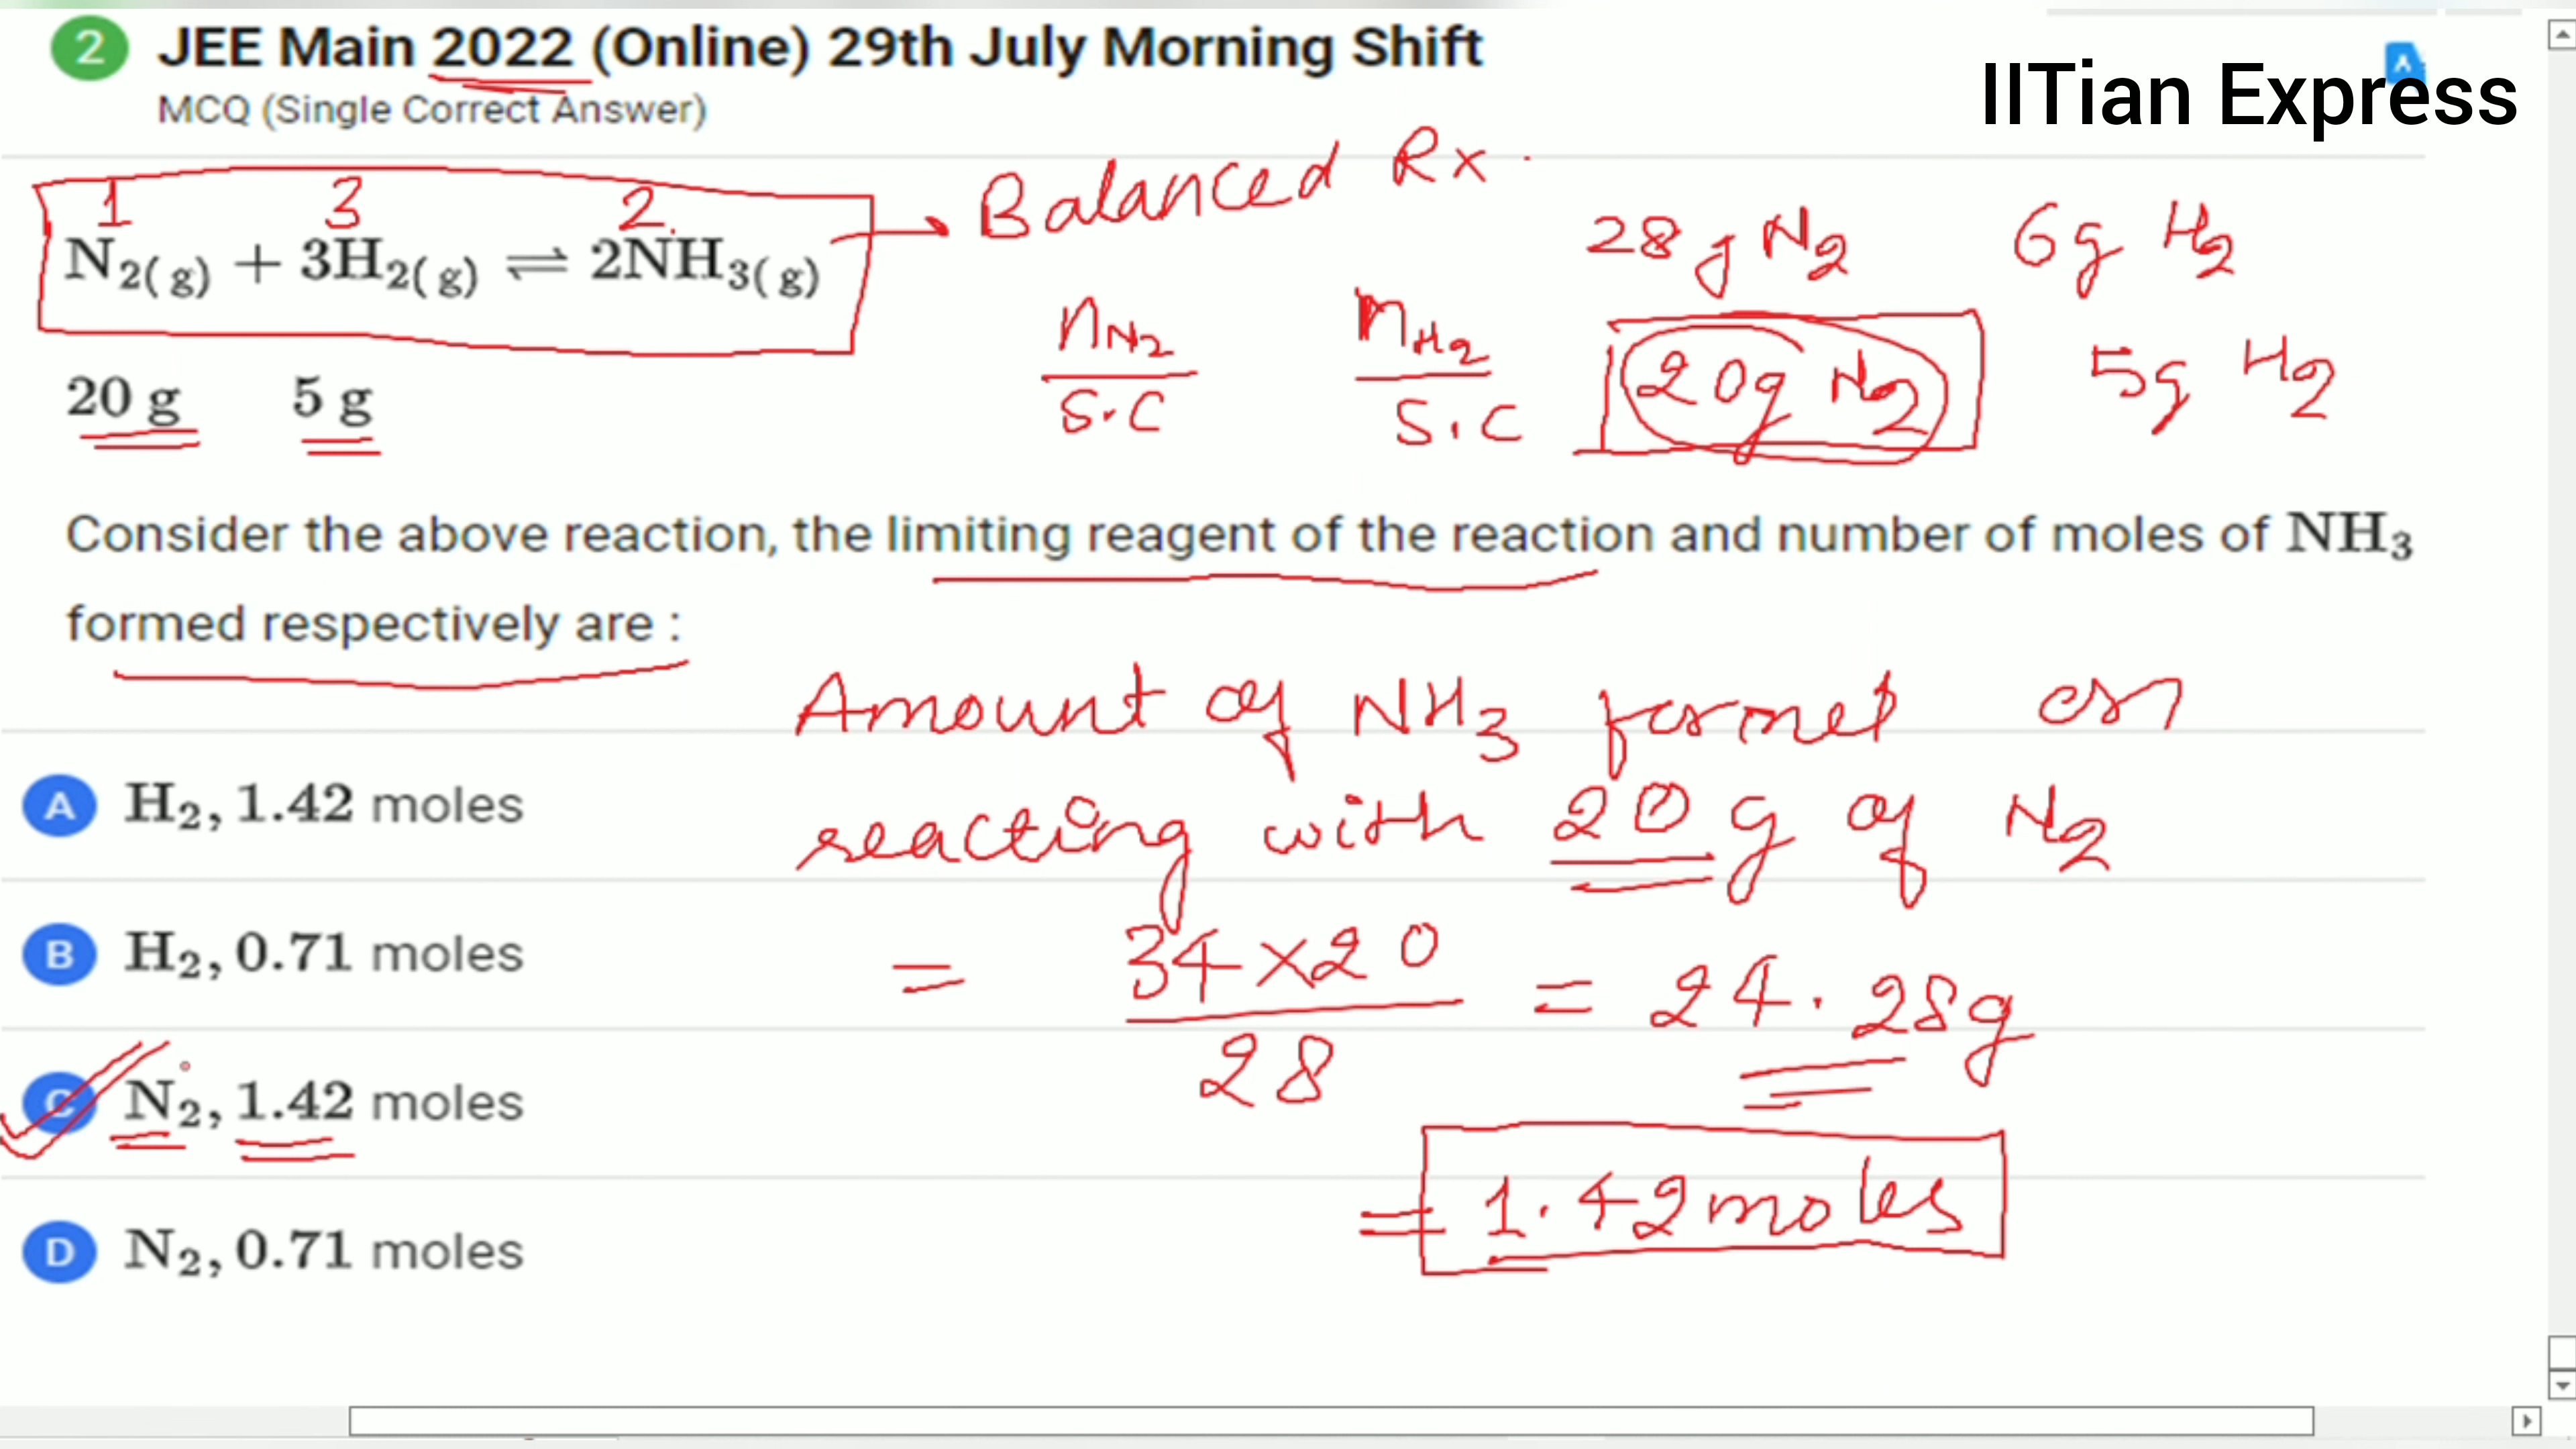 2 JEE Main 2022 (Online) 29th July Morning Shift
MCQ (Single Correct Answer)
A
IITian Express
Balanced Rx.
1 3 2
N2(g) + 3H2(g) ⇌ 2NH3(g)
28g N2 6g H2
nN2 / S.C nH2 / S.C
20g N2 5g H2
20 g 5 g
Consider the above reaction, the limiting reagent of the reaction and number of moles of NH3
formed respectively are :
Amount of NH3 formed on
reacting with 20 g of N2
= 34×20 / 28 = 24.28g
= 1.42 moles
A H2, 1.42 moles
B H2, 0.71 moles
C N2, 1.42 moles
D N2, 0.71 moles